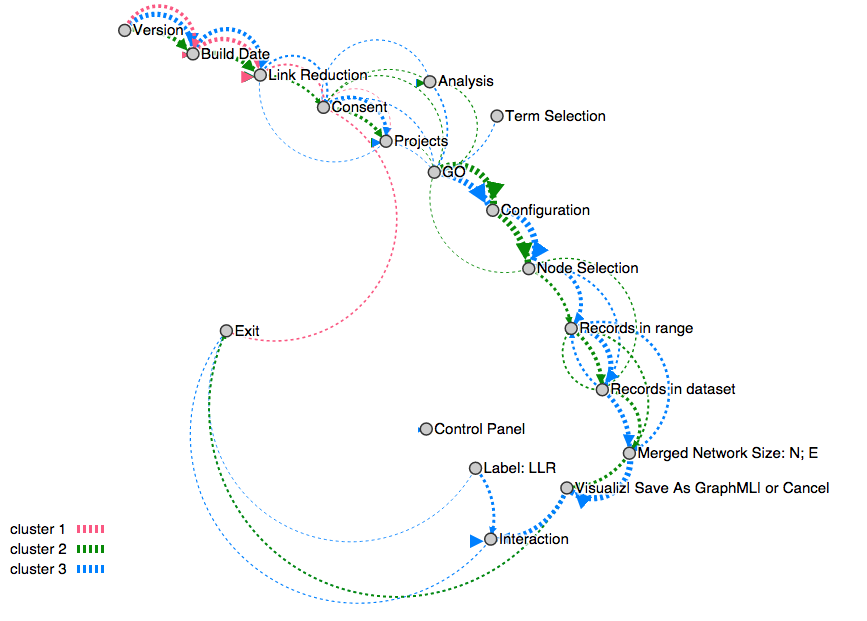 Version
Build Date
Link Reduction
Analysis
Consent
Term Selection
Projects
GO
Configuration
Node Selection
Records in range
Exit
Records in dataset
Control Panel
Merged Network Size: N; E
Label: LLR
Visualizl Save As GraphMLl or Cancel
cluster 1
Interaction
cluster 2
cluster 3